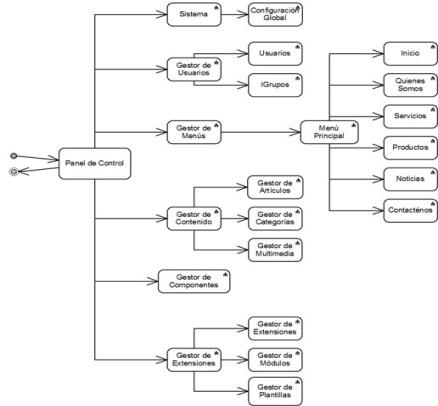 Sistema
Configuración
Global
Gestor de
Usuarios
Usuarios
IGrupos
Gestor de
Menús
Menú
Principal
Inicio
Quienes
Somos
Servicios
Productos
Noticias
Contacténos
Panel de Control
Gestor de
Contenido
Gestor de
Artículos
Gestor de
Categorías
Gestor de
Multimedia
Gestor de
Componentes
Gestor de
Extensiones
Gestor de
Extensiones
Gestor de
Módulos
Gestor de
Plantillas